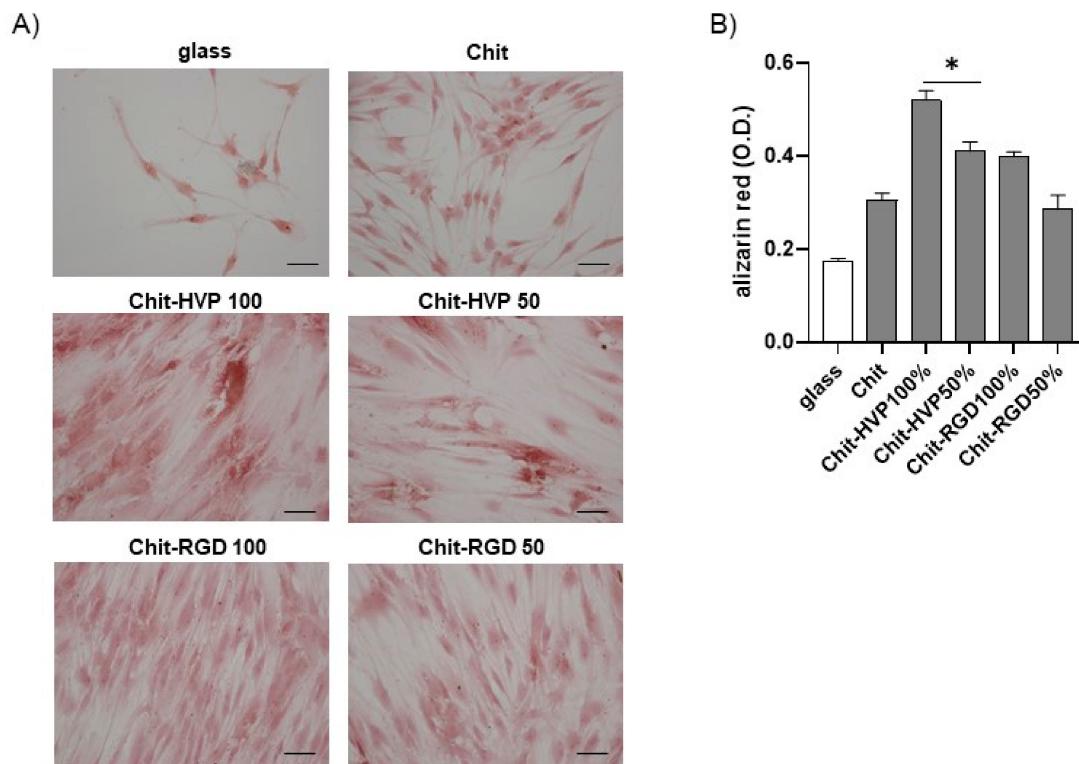 A)
glass
Chit
Chit-HVP 100
Chit-HVP 50
Chit-RGD 100
Chit-RGD 50
B)
*
alizarin red (O.D.)
0.6
0.4
0.2
0.0
glass
Chit
Chit-HVP100%
Chit-HVP50%
Chit-RGD100%
Chit-RGD50%